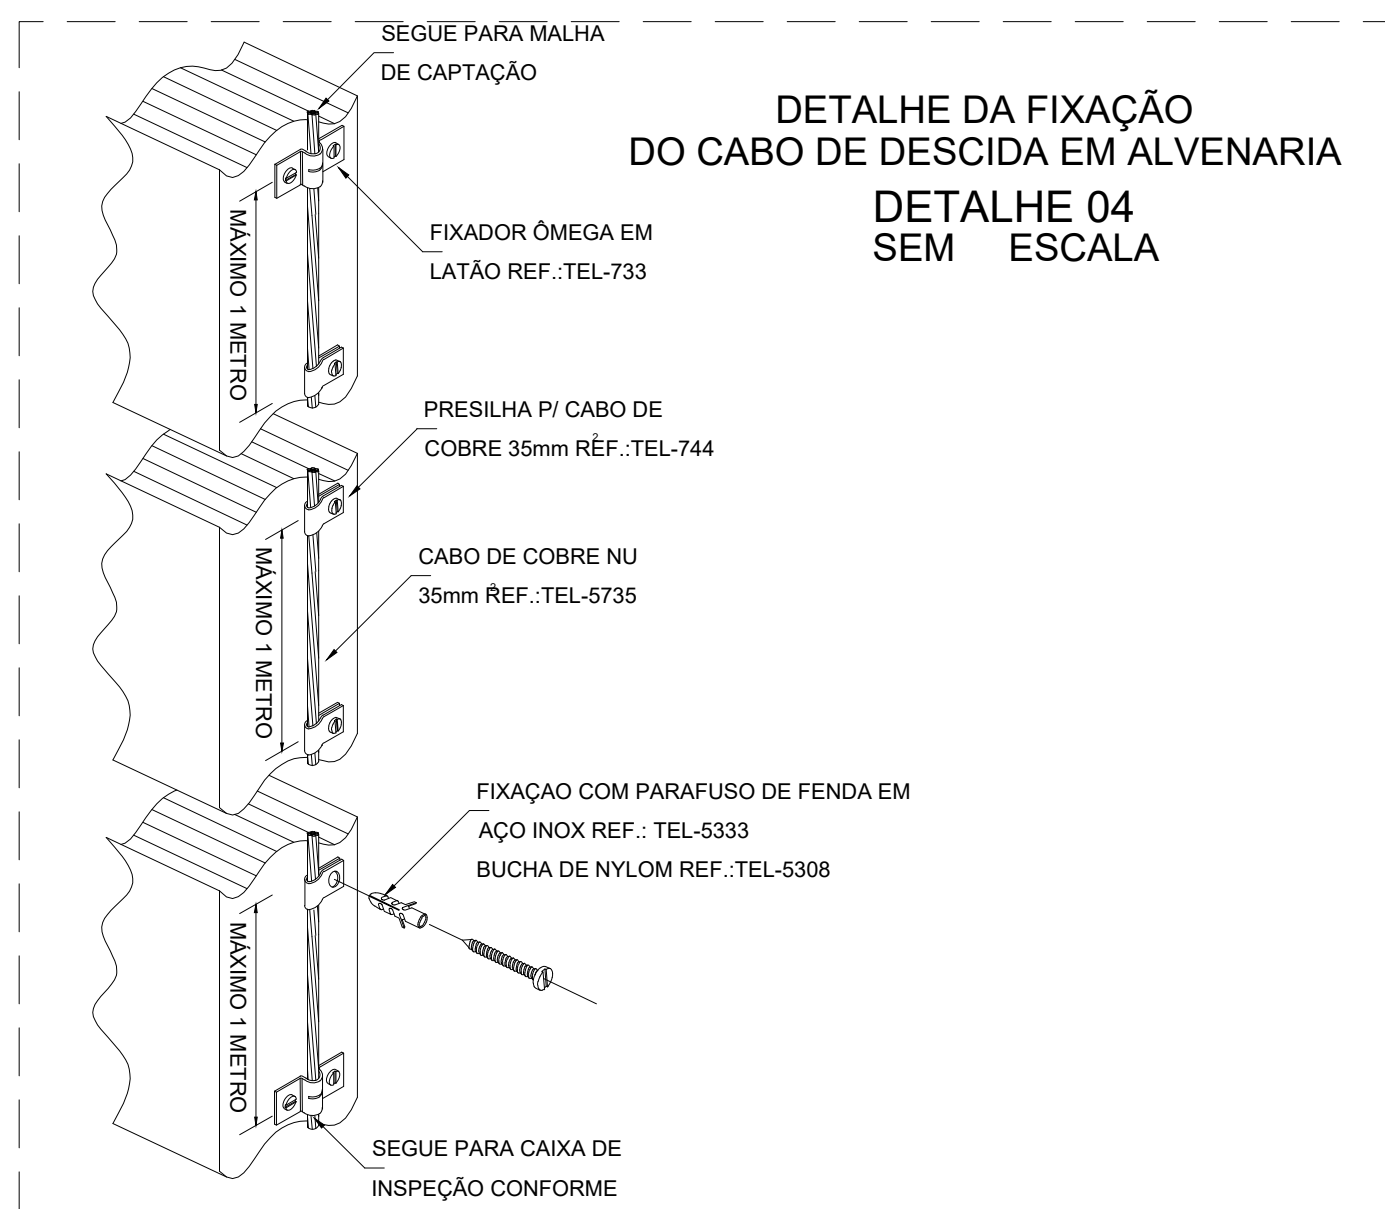 SEGUE PARA MALHA
DE CAPTAÇÃO
DETALHE DA FIXAÇÃO
DO CABO DE DESCIDA EM ALVENARIA
DETALHE 04
SEM ESCALA
MÁXIMO 1 METRO
FIXADOR ÔMEGA EM
LATÃO REF.:TEL-733
PRESILHA P/ CABO DE
COBRE 35mm² REF.:TEL-744
MÁXIMO 1 METRO
CABO DE COBRE NU
35mm² REF.:TEL-5735
FIXAÇAO COM PARAFUSO DE FENDA EM
AÇO INOX REF.: TEL-5333
BUCHA DE NYLOM REF.:TEL-5308
MÁXIMO 1 METRO
SEGUE PARA CAIXA DE
INSPEÇÃO CONFORME